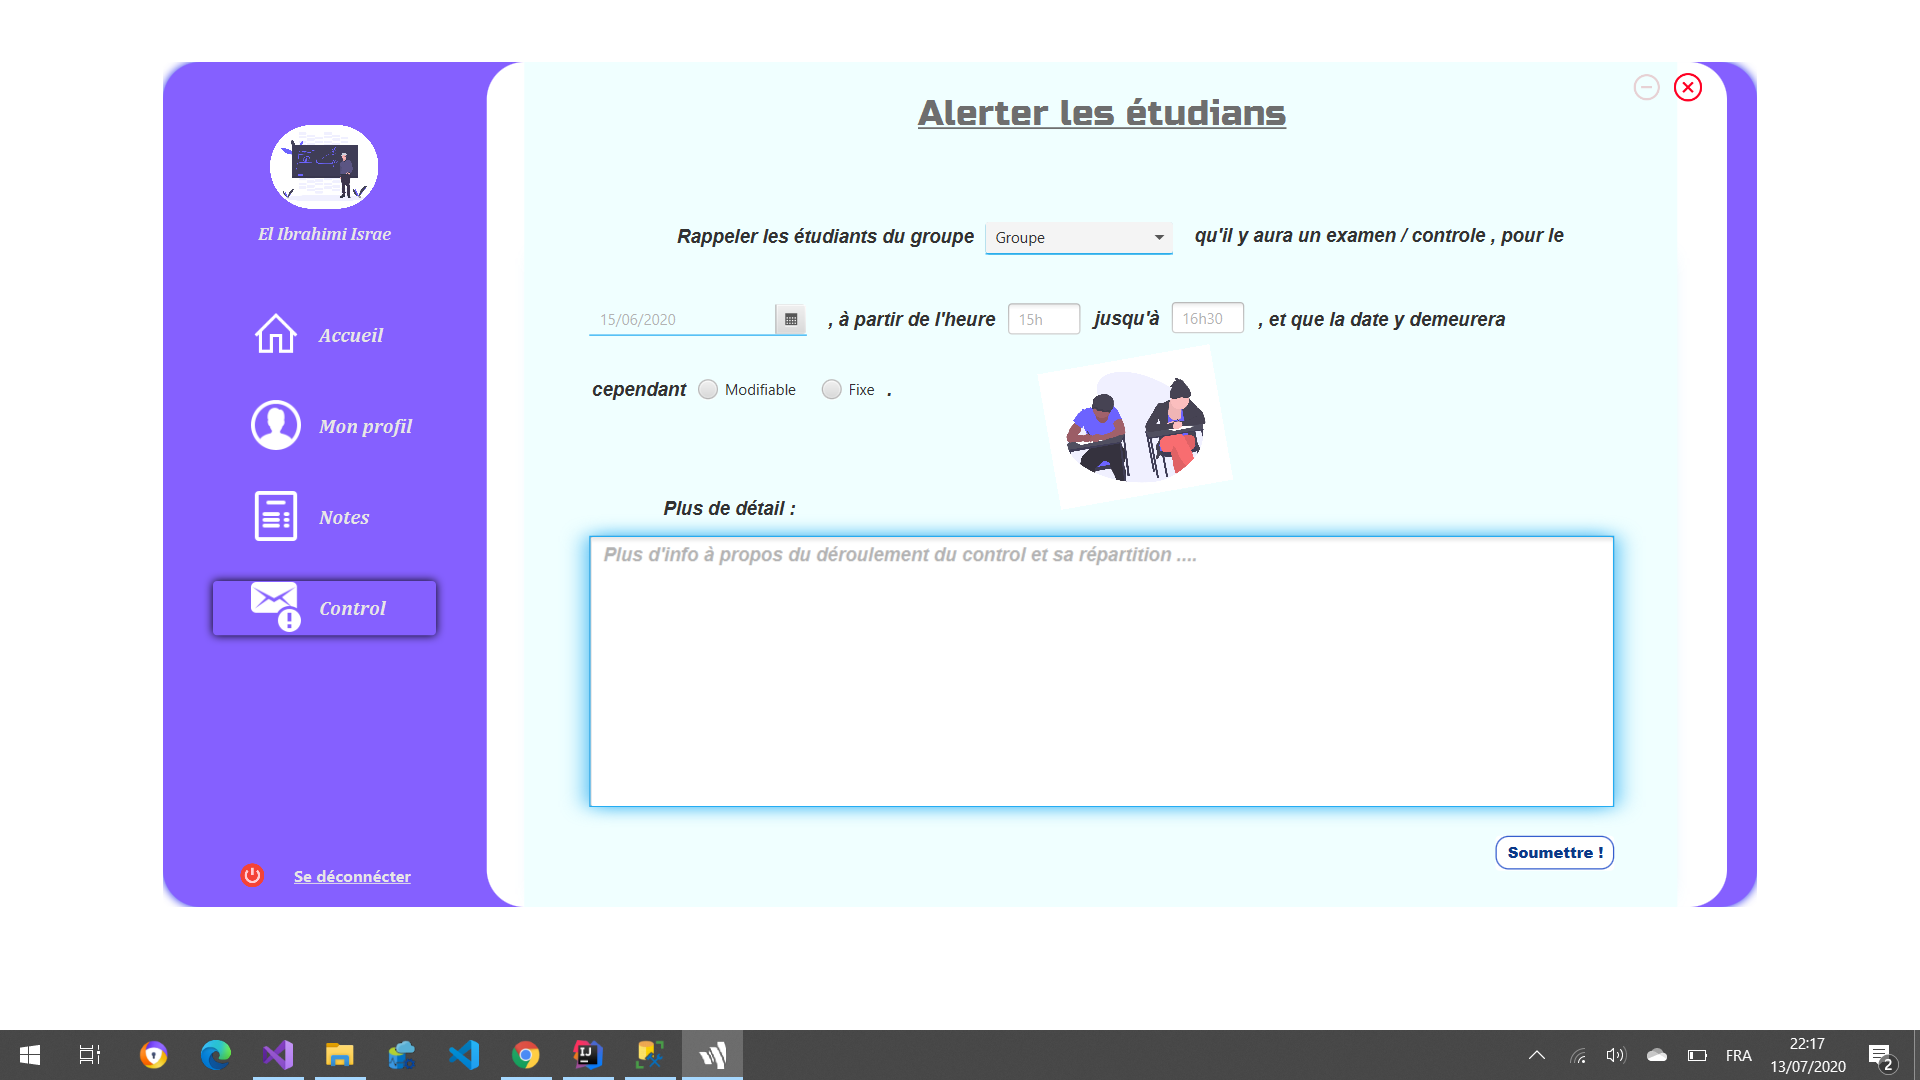 Alerter les étudians
El Ibrahimi Israe
Accueil
Mon profil
Notes
Control
Se déconnécter
Rappeler les étudiants du groupe Groupe qu'il y aura un examen / controle , pour le
15/06/2020 , à partir de l'heure 15h jusqu'à 16h30 , et que la date y demeurera
cependant Modifiable Fixe .
Plus de détail :
Plus d'info à propos du déroulement du control et sa répartition ....
Soumettre !
FRA
22:17
13/07/2020
2